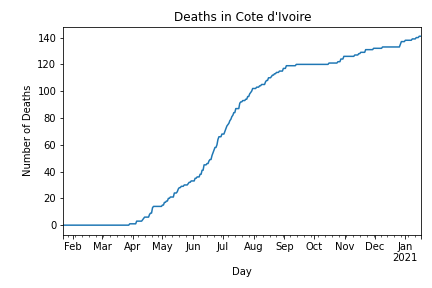 Deaths in Cote d'Ivoire
140
120
100
80
60
40
20
0
Number of Deaths
Feb Mar Apr May Jun Jul Aug Sep Oct Nov Dec Jan
2021
Day